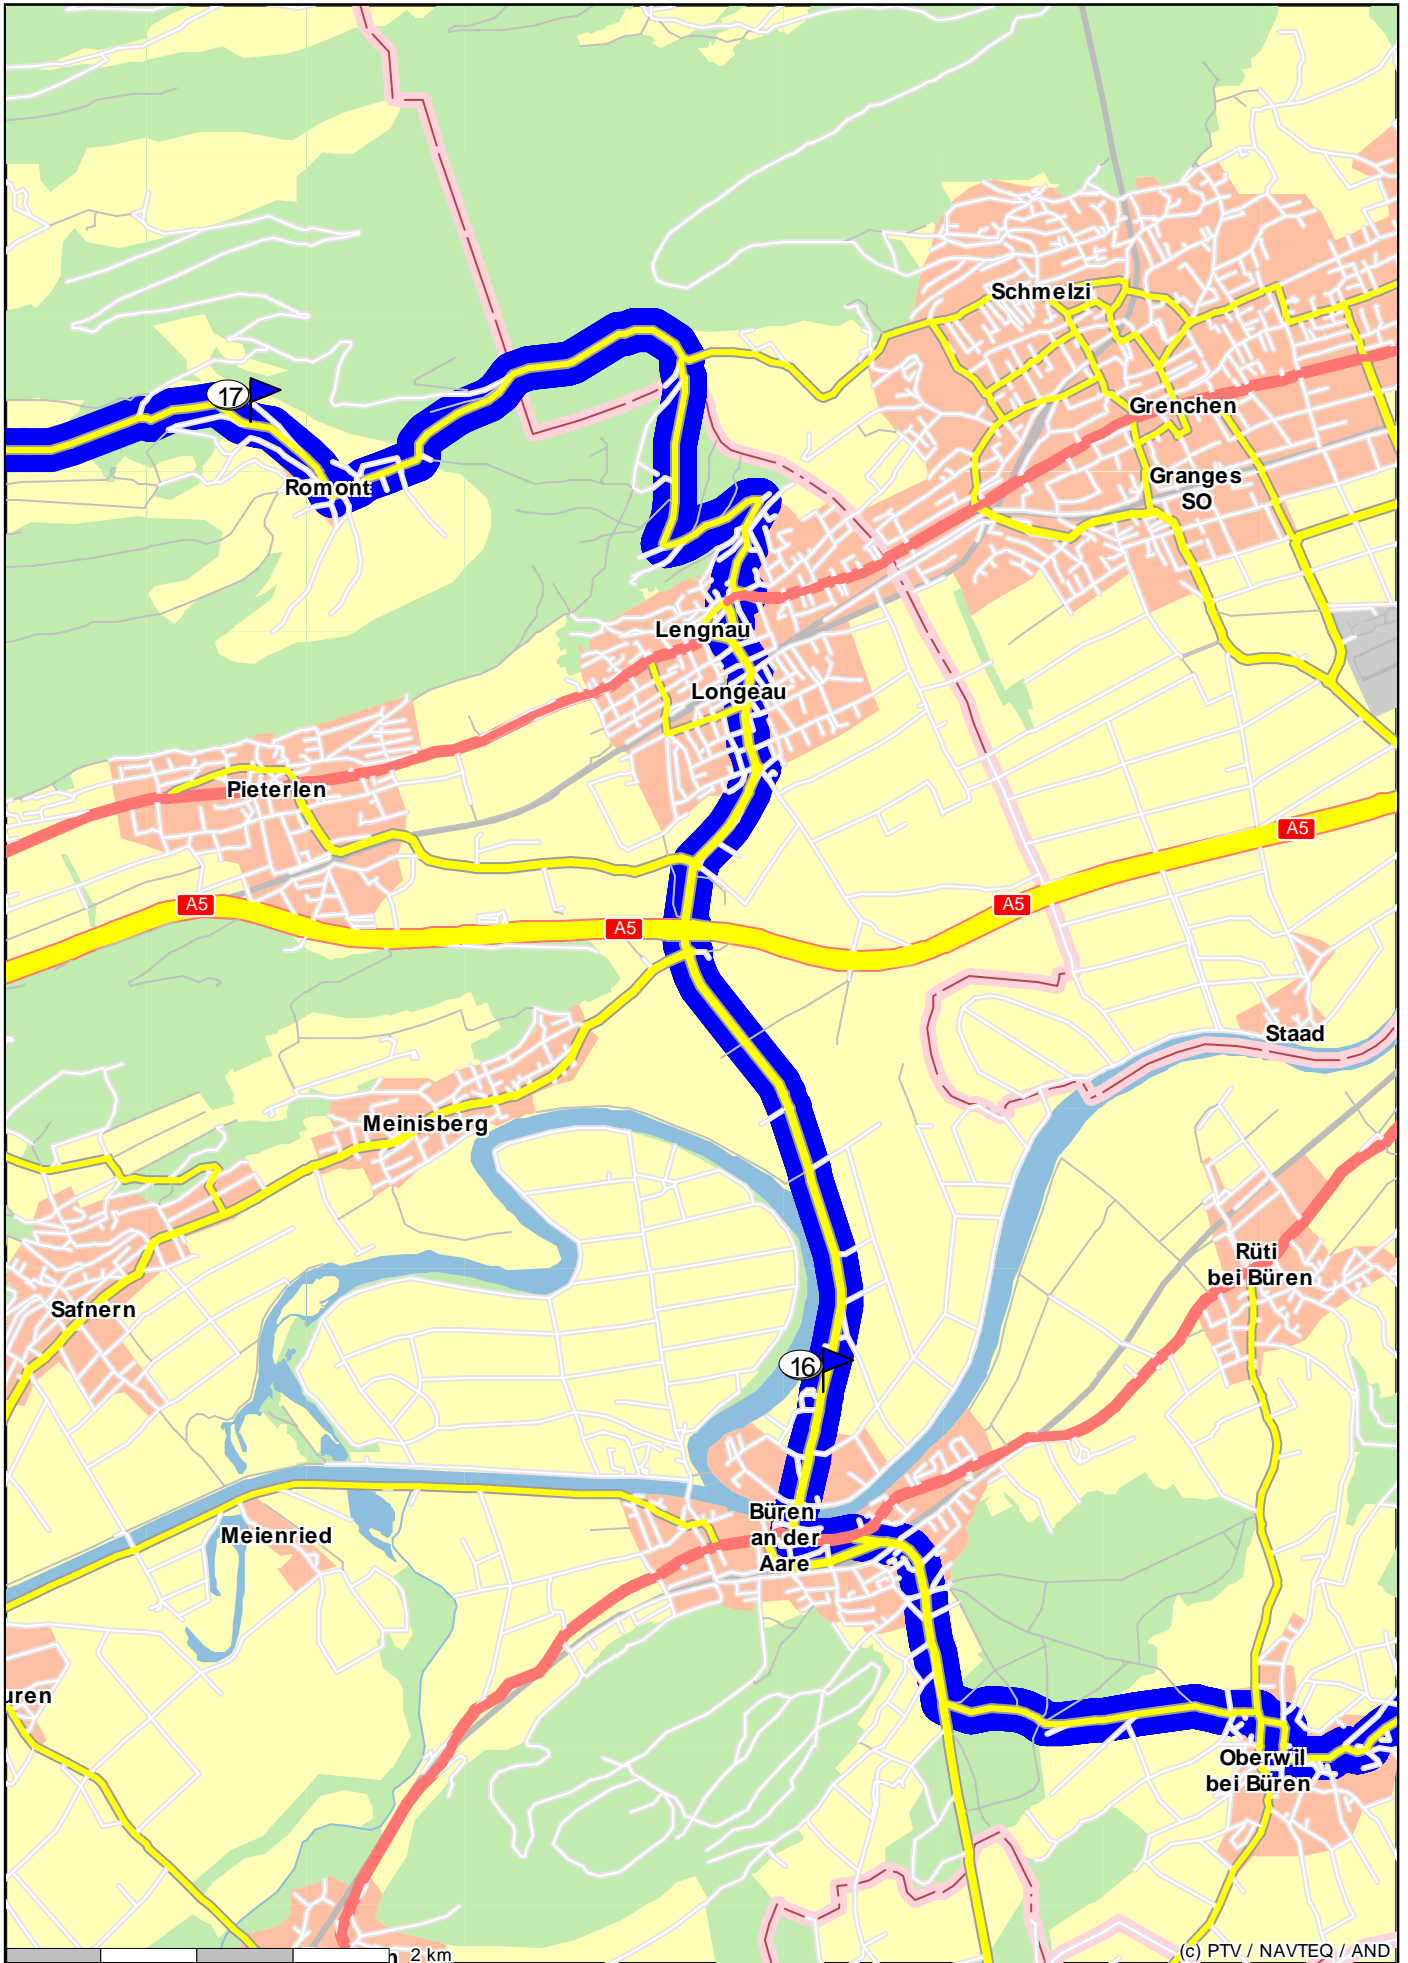 Schmelzi
17
Grenchen
Romont
Granges
SO
Lengnau
Longeau
Pieterlen
A5
A5
A5
A5
Staad
Meinisberg
Rüti
bei Büren
Safnern
16
Büren
an der
Aare
Meienried
uren
Oberwil
bei Büren
n 2 km
(c) PTV / NAVTEQ / AND